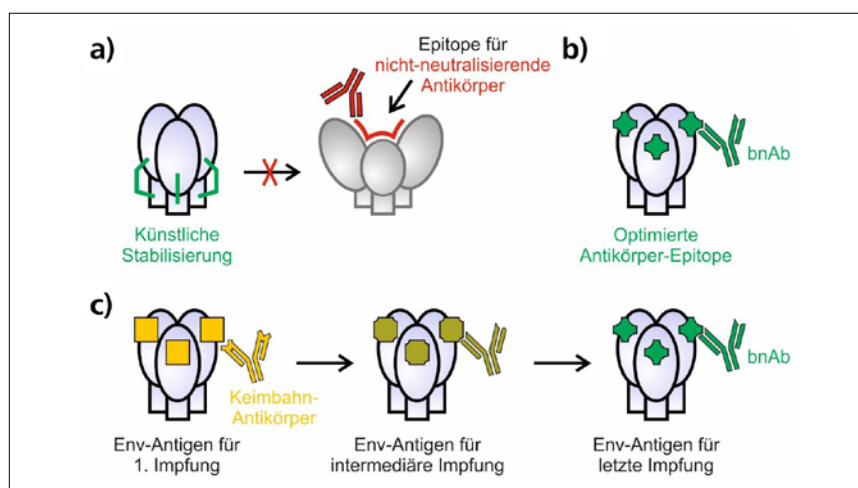 a)
Epitope für
nicht-neutralisierende
Antikörper
Künstliche
Stabilisierung
b)
bnAb
Optimierte
Antikörper-Epitope
c)
Keimbahn-
Antikörper
bnAb
Env-Antigen für
1. Impfung
Env-Antigen für
intermediäre Impfung
Env-Antigen für
letzte Impfung